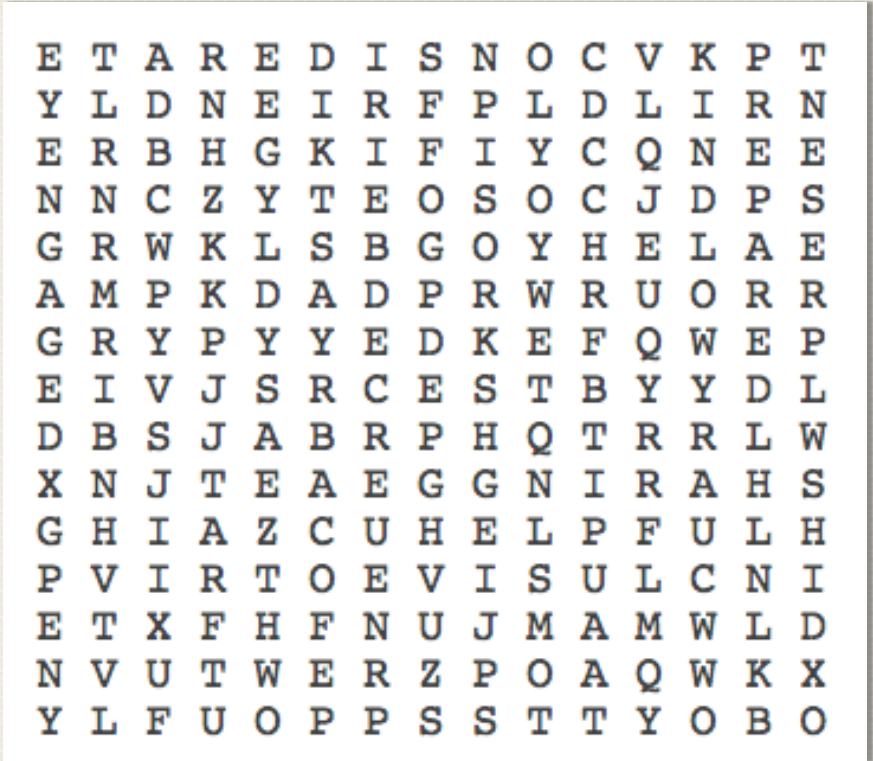 E T A R E D I S N O C V K P T
Y L D N E I R F P L D L I R N
E R B H G K I F I Y C Q N E E
N N C Z Y T E O S O C J D P S
G R W K L S B G O Y H E L A E
A M P K D A D P R W R U O R R
G R Y P Y Y E D K E F Q W E P
E I V J S R C E S T B Y Y D L
D B S J A B R P H Q T R R L W
X N J T E A E G G N I R A H S
G H I A Z C U H E L P F U L H
P V I R T O E V I S U L C N I
E T X F H F N U J M A M W L D
N V U T W E R Z P O A Q W K X
Y L F U O P P S S T T Y O B O